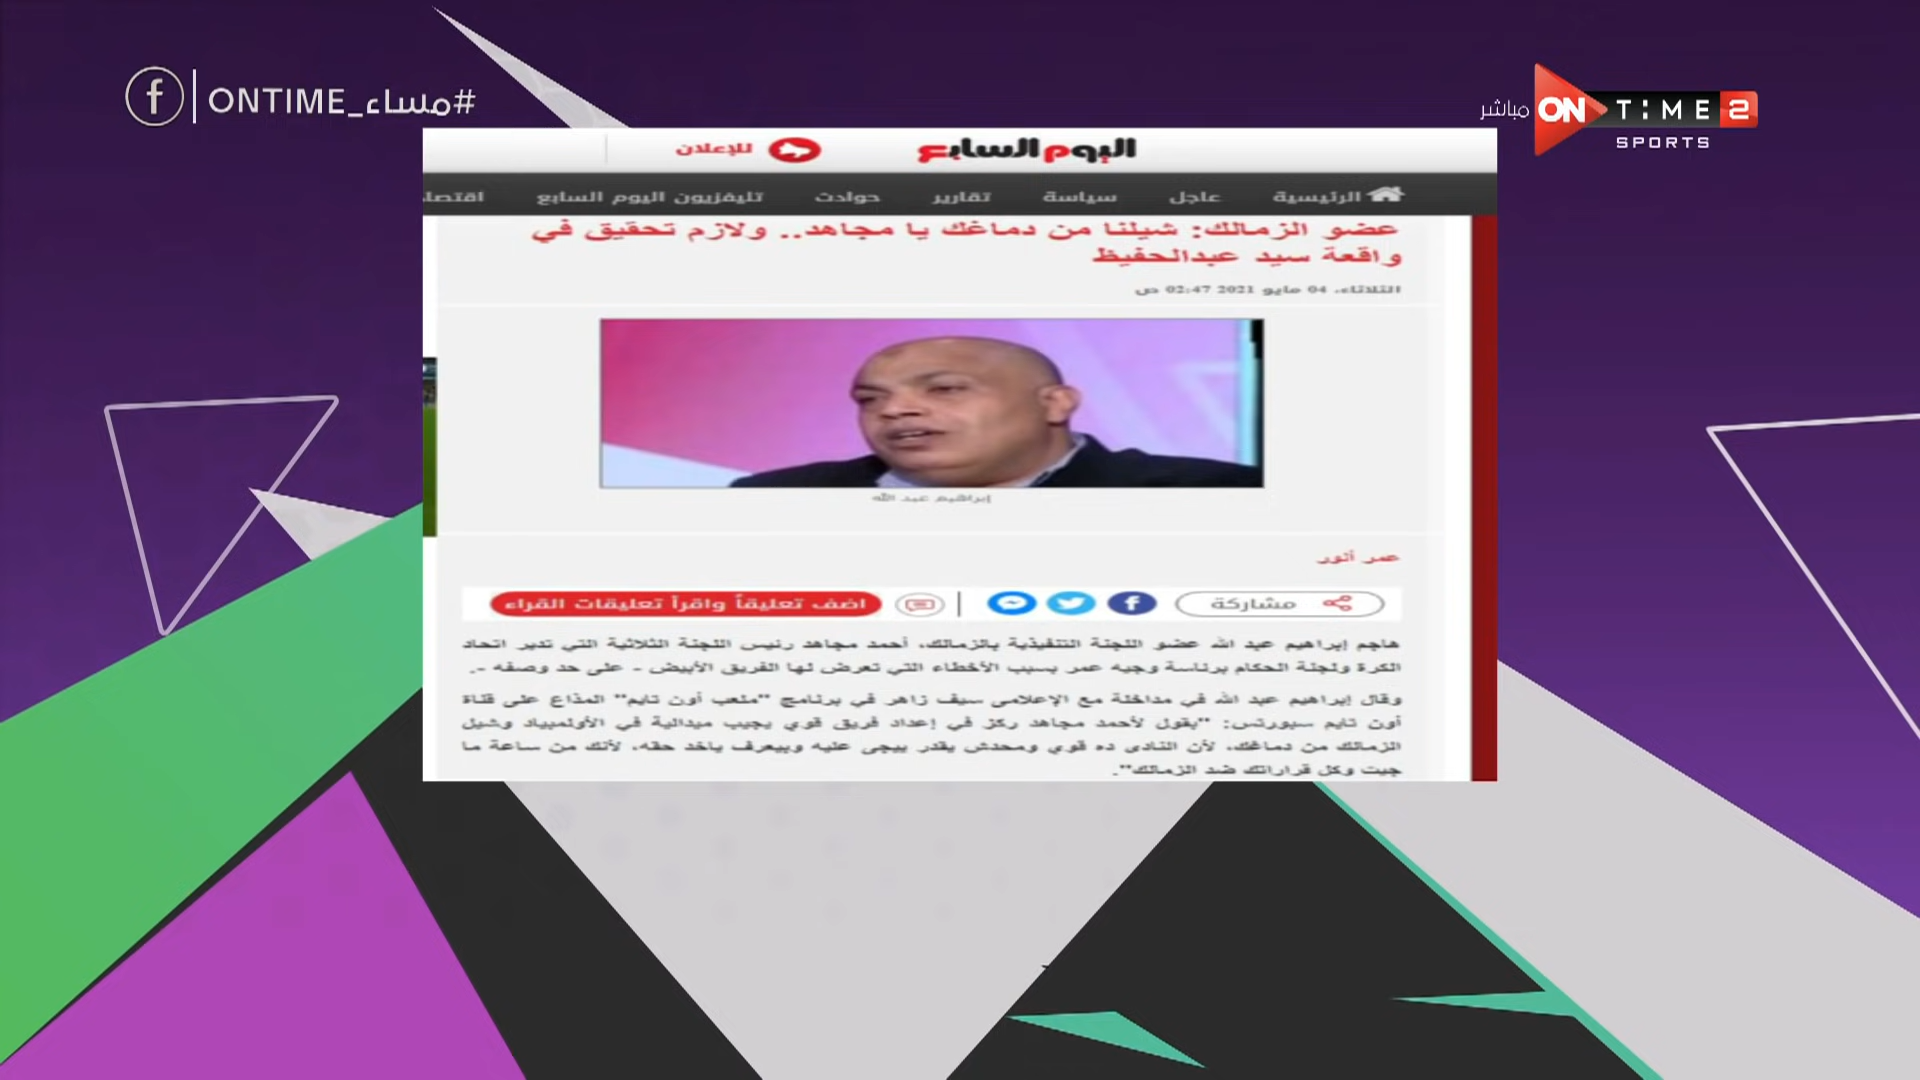 #مساء_ONTIME
مباشر ON TIME 2
SPORTS
اليوم السابع
للإعلان
الرئيسية عاجل سياسة تقارير حوادث تليفزيون اليوم السابع اقتصا
عضو الزمالك: شيلنا من دماغك يا مجاهد.. ولازم تحقيق في
واقعة سيد عبدالحفيظ
الثلاثاء، 04 مايو 2021 02:47 ص
إبراهيم عبد الله
عمر أنور
مشاركة
اضف تعليقاً واقرأ تعليقات القراء
هاجم إبراهيم عبد الله عضو اللجنة التنفيذية بالزمالك، أحمد مجاهد رئيس اللجنة الثلاثية التي تدير اتحاد
الكرة ولجنة الحكام برئاسة وجيه عمر بسبب الأخطاء التي تعرض لها الفريق الأبيض - على حد وصفه -.
وقال إبراهيم عبد الله في مداخلة مع الإعلامى سيف زاهر في برنامج "ملعب أون تايم" المذاع على قناة
أون تايم سبورتس: "بقول لأحمد مجاهد ركز في إعداد فريق قوي يجيب ميدالية في الأولمبياد وشيل
الزمالك من دماغك، لأن النادى ده قوي ومحدش يقدر ييجى عليه وبيعرف ياخد حقه، لأنك من ساعة ما
جيت وكل قراراتك ضد الزمالك".